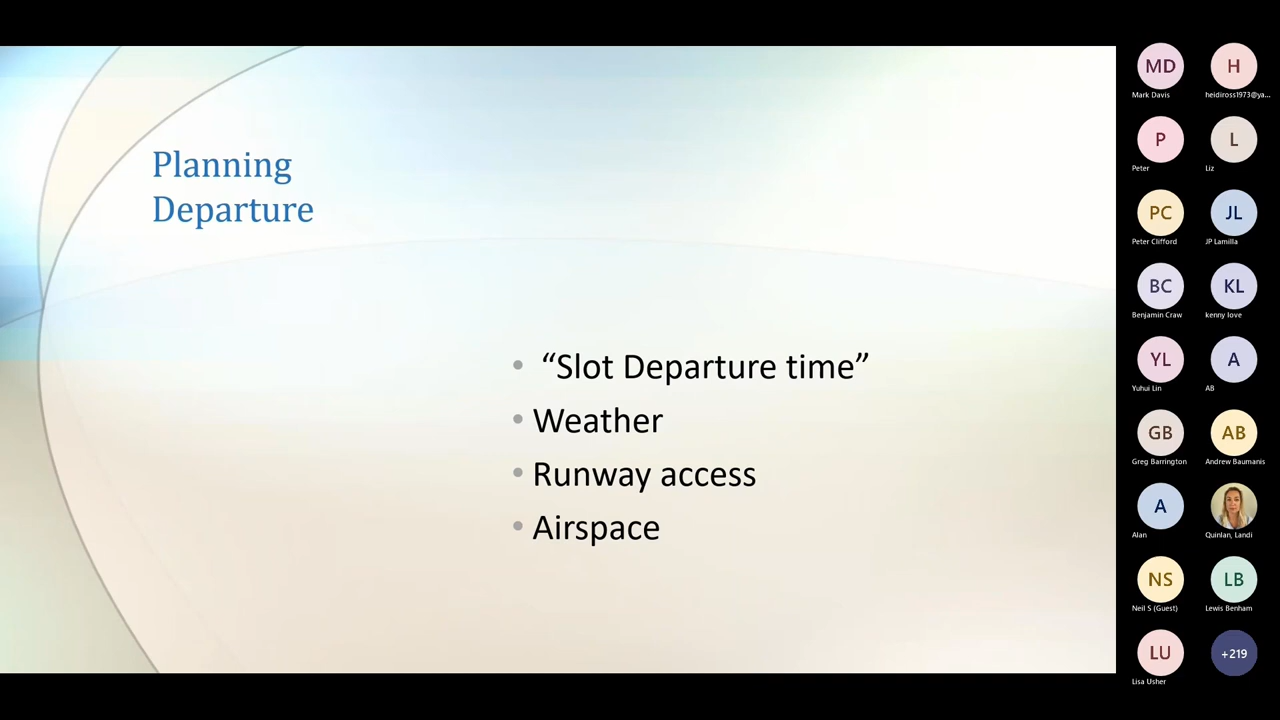 Planning
Departure
• “Slot Departure time”
• Weather
• Runway access
• Airspace
MD
H
Mark Davis
heidiross1973@ya...
P
L
Peter
Liz
PC
JL
Peter Clifford
JP Lamilla
BC
KL
Benjamin Craw
kenny love
YL
A
Yuhui Lin
AB
GB
AB
Greg Barrington
Andrew Baumanis
A
Alan
Quinlan, Landi
NS
LB
Neil S (Guest)
Lewis Benham
LU
+219
Lisa Usher